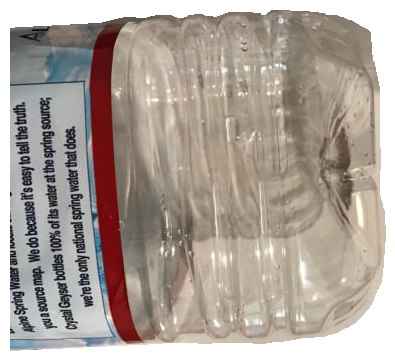 Alpine Spring Water and
you a source map. We do because it's easy to tell the truth.
Crystal Geyser bottles 100% of its water at the spring source;
we're the only national spring water that does.